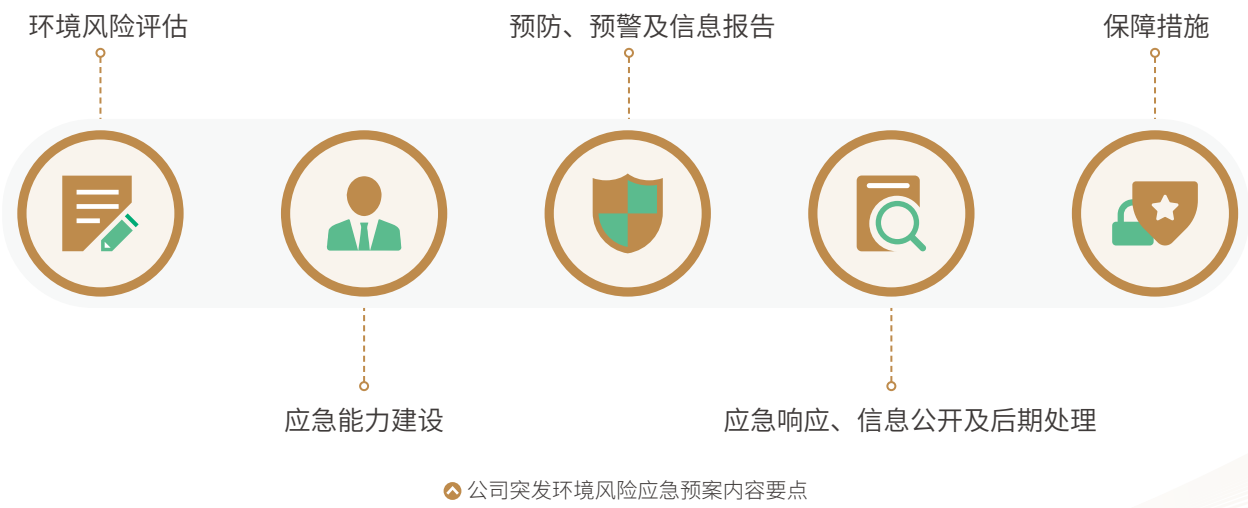 环境风险评估
预防、预警及信息报告
保障措施
应急能力建设
应急响应、信息公开及后期处理
公司突发环境风险应急预案内容要点